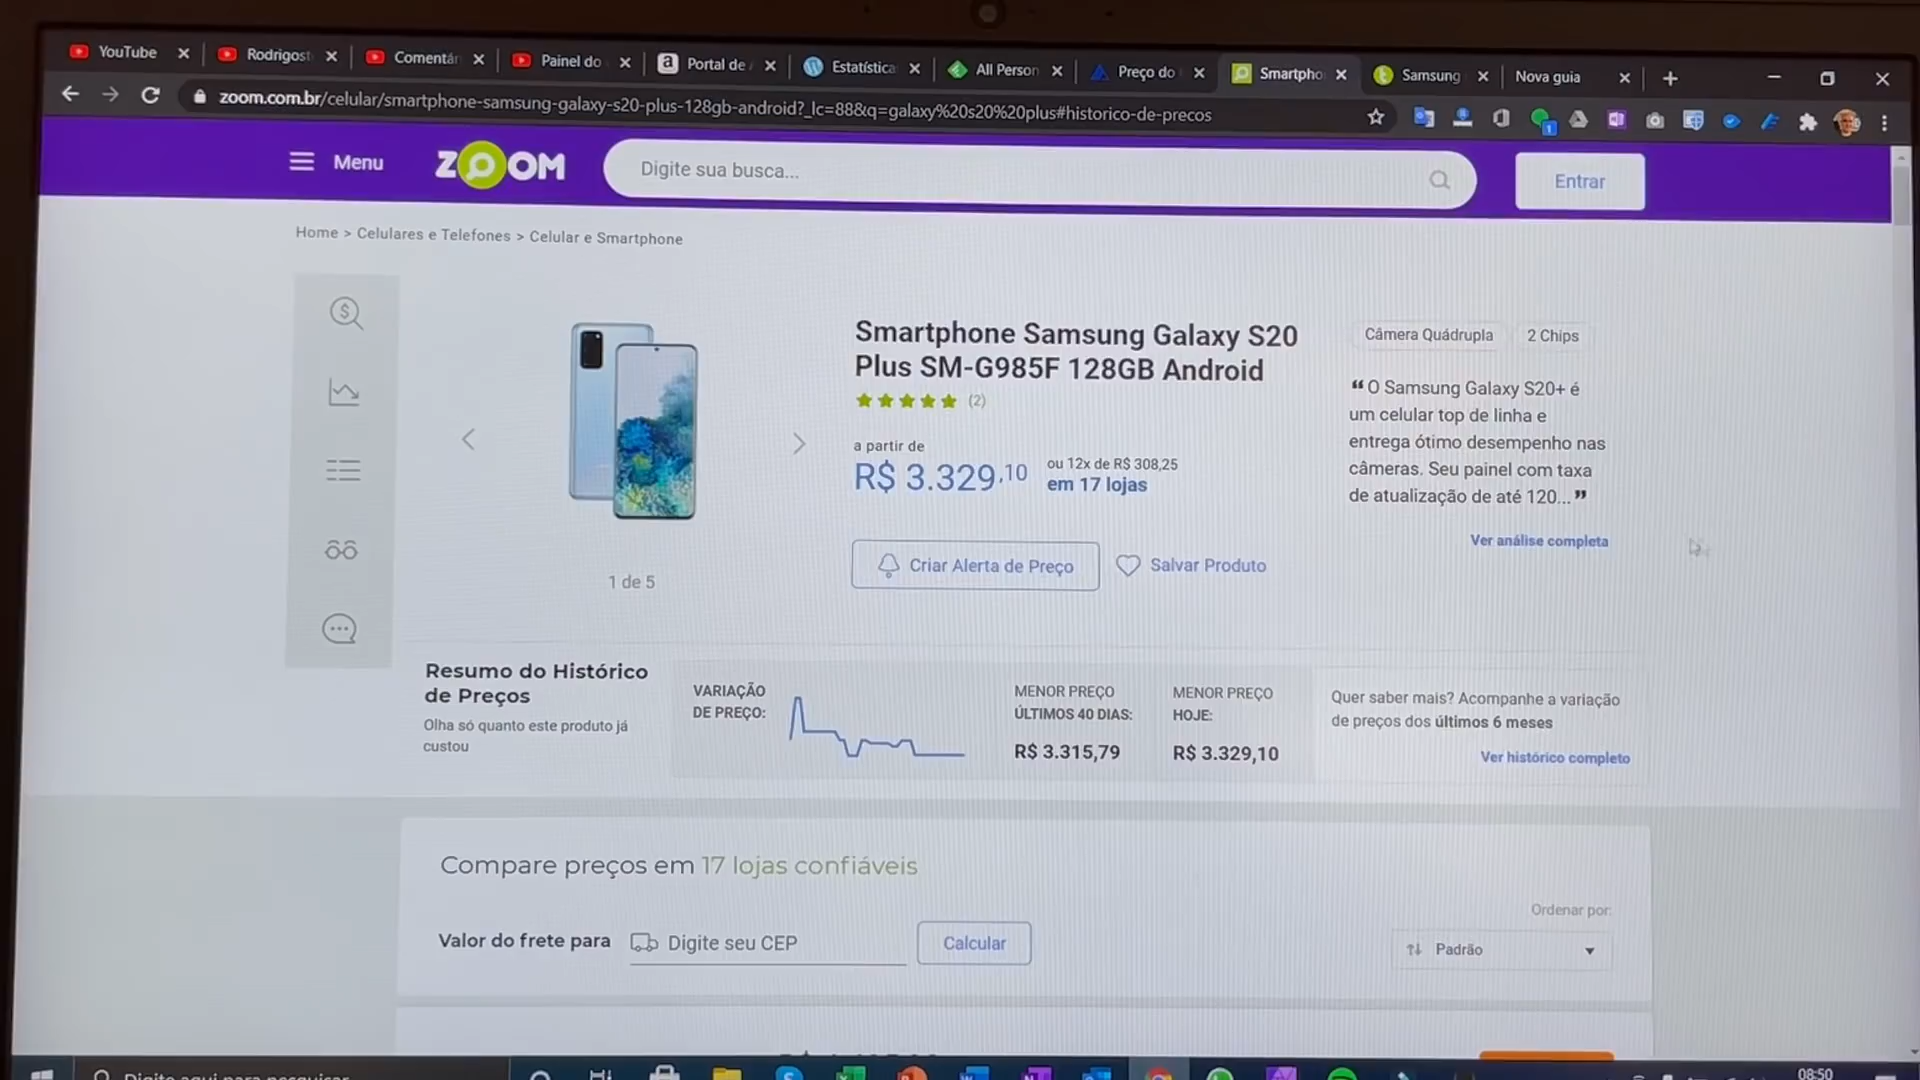 YouTube
Rodrigost
Comentár
Painel do
Portal de
Estatística
All Person
Preço do
Smartpho
Samsung
Nova guia
zoom.com.br/celular/smartphone-samsung-galaxy-s20-plus-128gb-android?_lc=88&q=galaxy%20s20%20plus#historico-de-precos
Menu
ZOOM
Digite sua busca...
Entrar
Home > Celulares e Telefones > Celular e Smartphone
Smartphone Samsung Galaxy S20
Plus SM-G985F 128GB Android
(2)
a partir de
R$ 3.329,10
ou 12x de R$ 308,25
em 17 lojas
Criar Alerta de Preço
Salvar Produto
1 de 5
Câmera Quádrupla
2 Chips
“O Samsung Galaxy S20+ é
um celular top de linha e
entrega ótimo desempenho nas
câmeras. Seu painel com taxa
de atualização de até 120...”
Ver análise completa
Resumo do Histórico
de Preços
Olha só quanto este produto já
custou
VARIAÇÃO
DE PREÇO:
MENOR PREÇO
ÚLTIMOS 40 DIAS:
R$ 3.315,79
MENOR PREÇO
HOJE:
R$ 3.329,10
Quer saber mais? Acompanhe a variação
de preços dos últimos 6 meses
Ver histórico completo
Compare preços em 17 lojas confiáveis
Ordenar por:
Valor do frete para
Digite seu CEP
Calcular
Padrão
Digite aqui para pesquisar
08:50